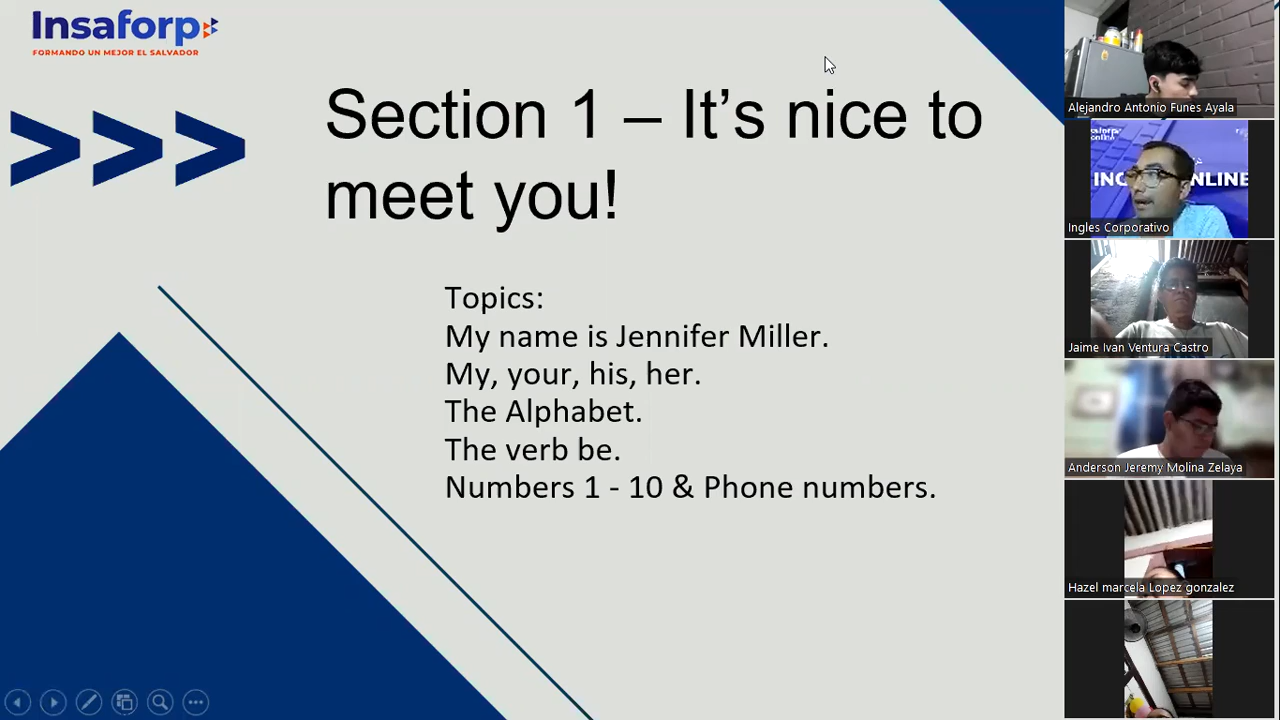 Insaforp
FORMANDO UN MEJOR EL SALVADOR
>>>
Section 1 – It’s nice to
meet you!
Topics:
My name is Jennifer Miller.
My, your, his, her.
The Alphabet.
The verb be.
Numbers 1 - 10 & Phone numbers.
Alejandro Antonio Funes Ayala
Ingles Corporativo
Jaime Ivan Ventura Castro
Anderson Jeremy Molina Zelaya
Hazel marcela Lopez gonzalez